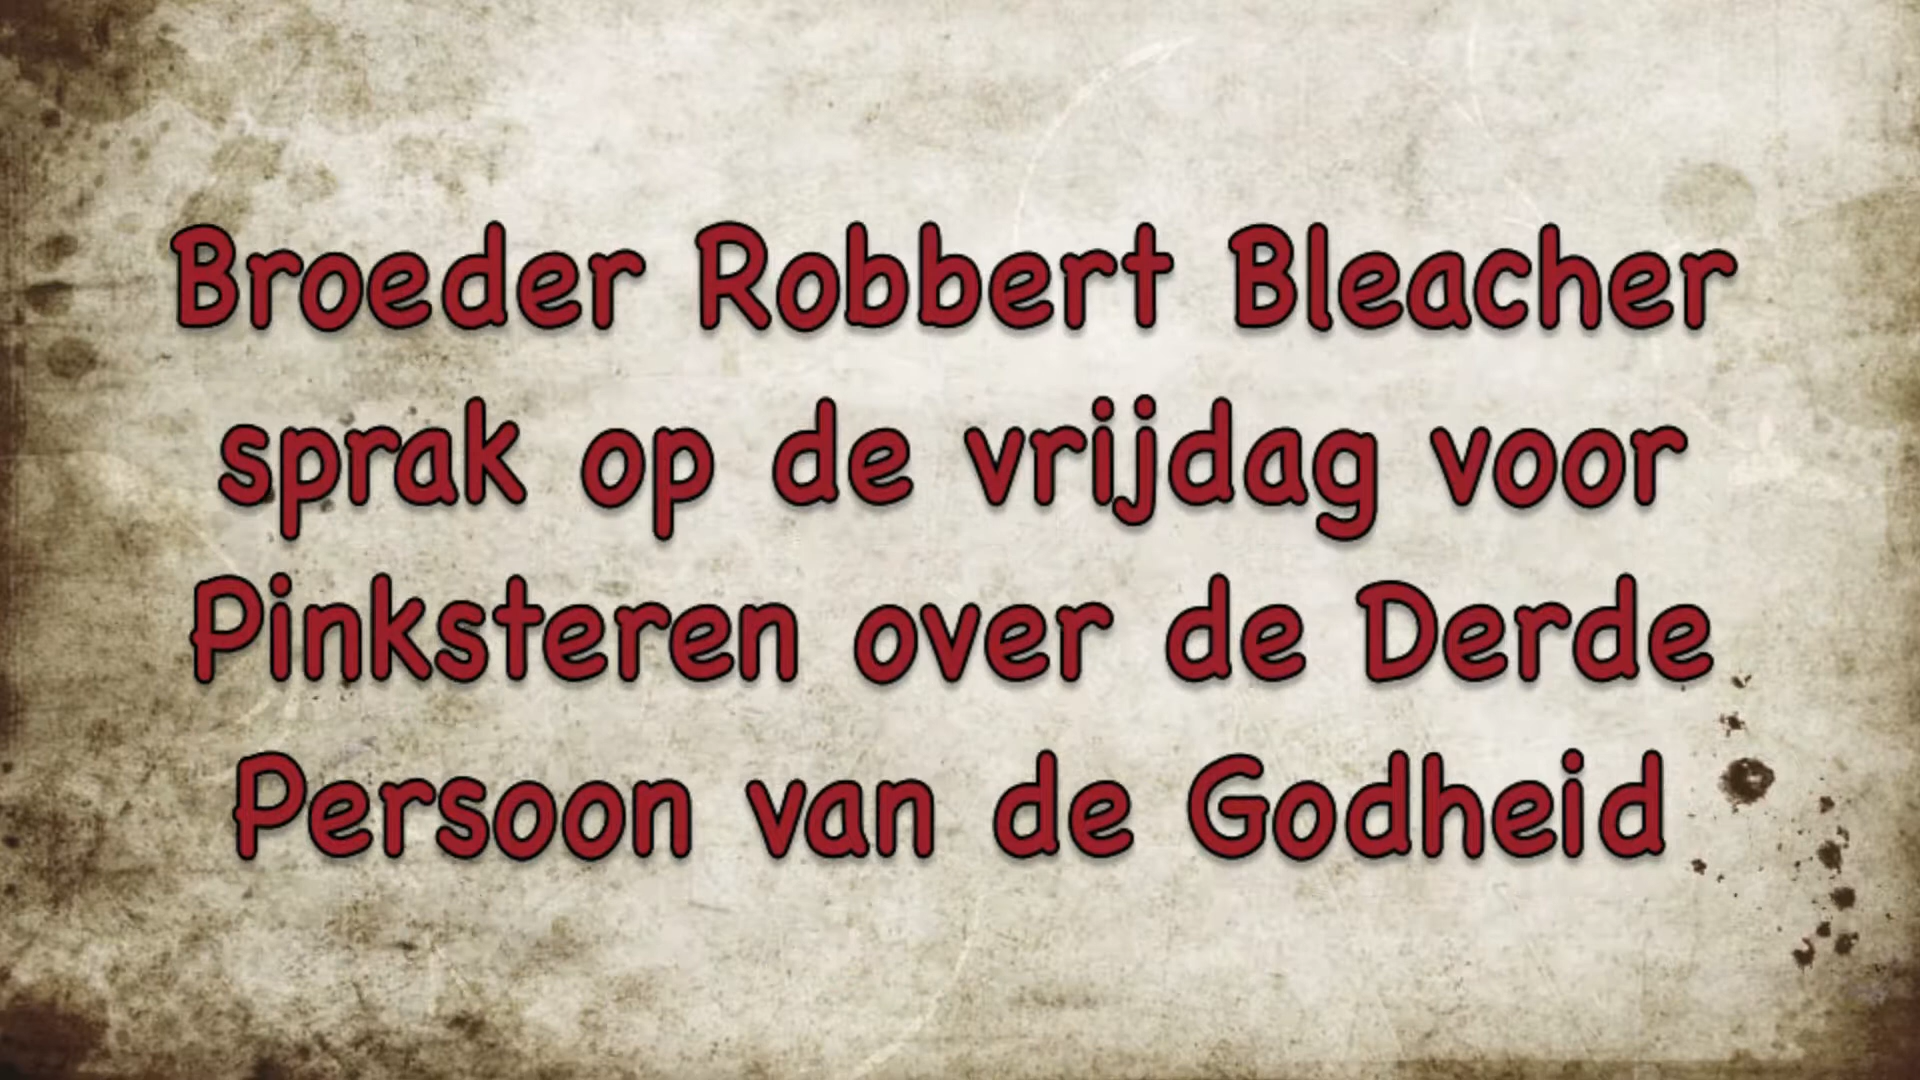 Broeder Robbert Bleacher
sprak op de vrijdag voor
Pinksteren over de Derde
Persoon van de Godheid